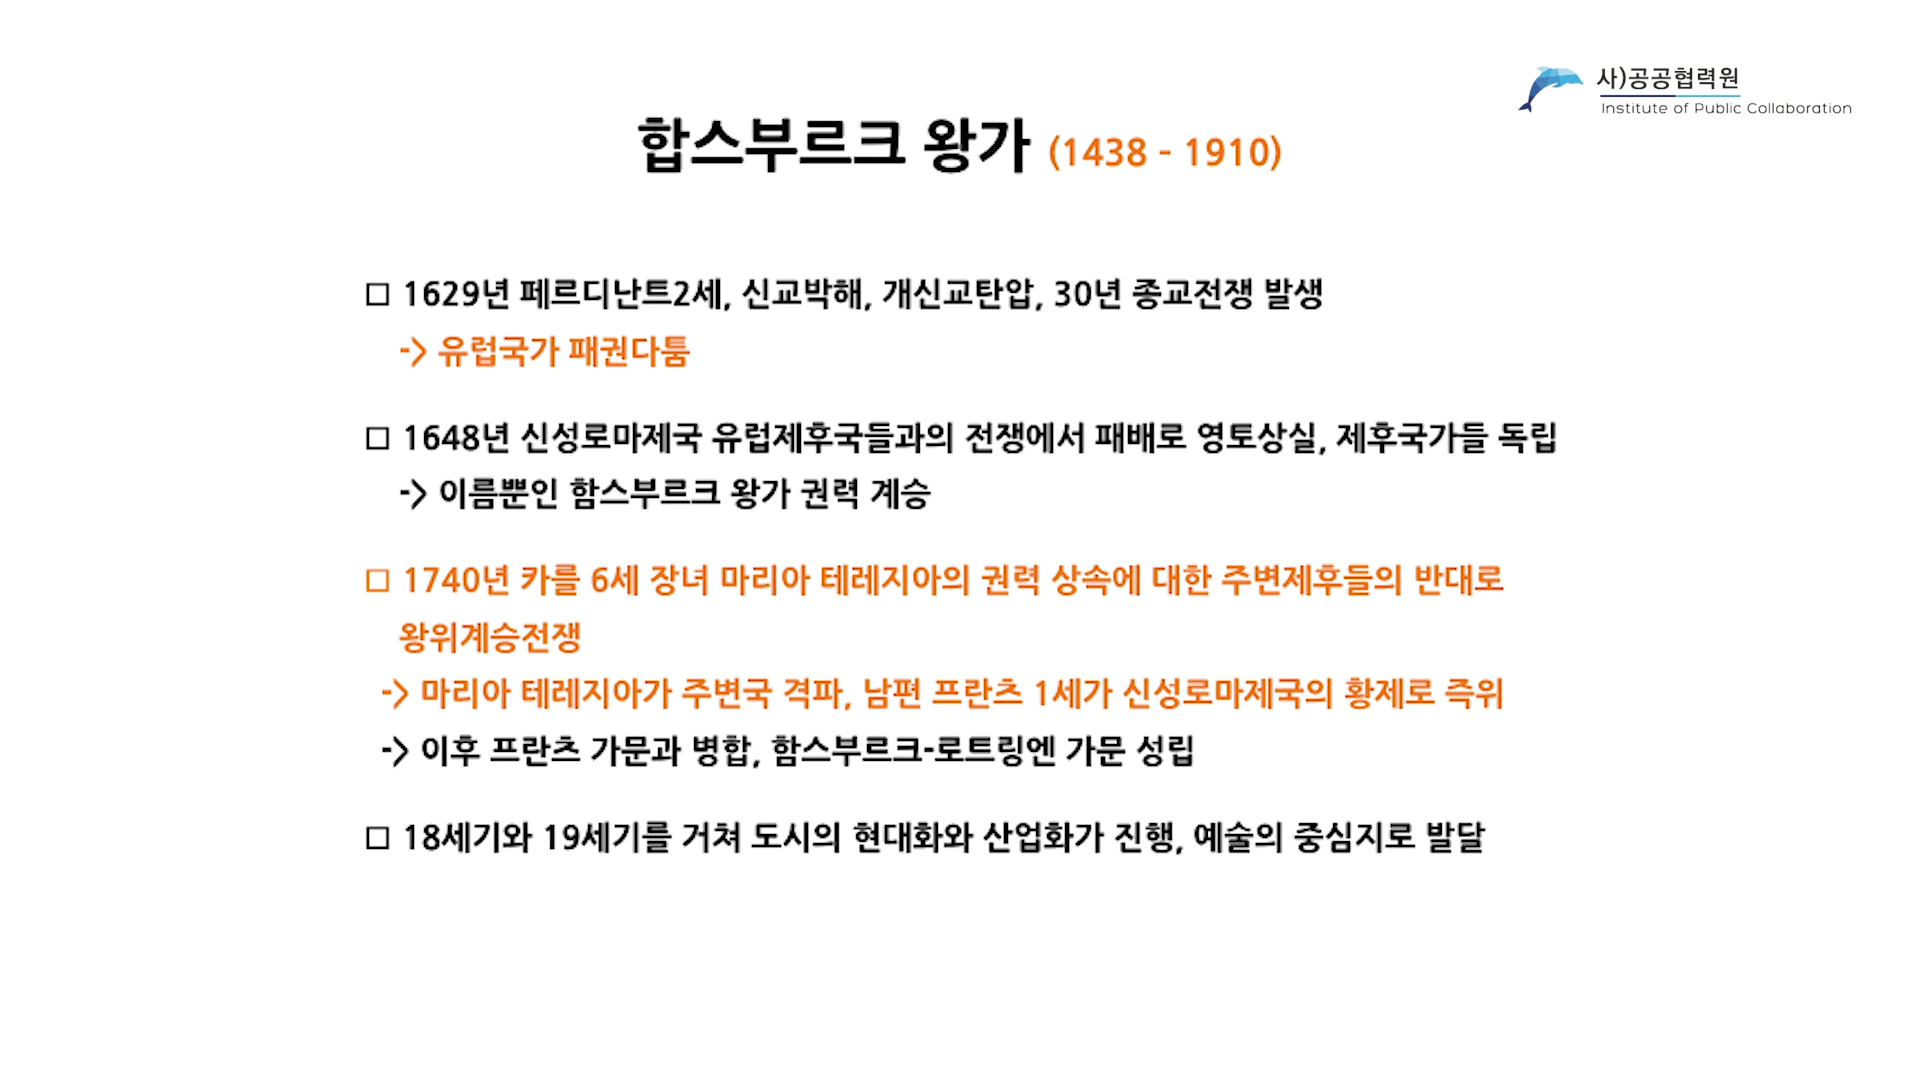 사)공공협력원
Institute of Public Collaboration
합스부르크 왕가 (1438 - 1910)
□ 1629년 페르디난트2세, 신교박해, 개신교탄압, 30년 종교전쟁 발생
-> 유럽국가 패권다툼
□ 1648년 신성로마제국 유럽제후국들과의 전쟁에서 패배로 영토상실, 제후국가들 독립
-> 이름뿐인 함스부르크 왕가 권력 계승
□ 1740년 카를 6세 장녀 마리아 테레지아의 권력 상속에 대한 주변제후들의 반대로
왕위계승전쟁
-> 마리아 테레지아가 주변국 격파, 남편 프란츠 1세가 신성로마제국의 황제로 즉위
-> 이후 프란츠 가문과 병합, 함스부르크-로트링엔 가문 성립
□ 18세기와 19세기를 거쳐 도시의 현대화와 산업화가 진행, 예술의 중심지로 발달